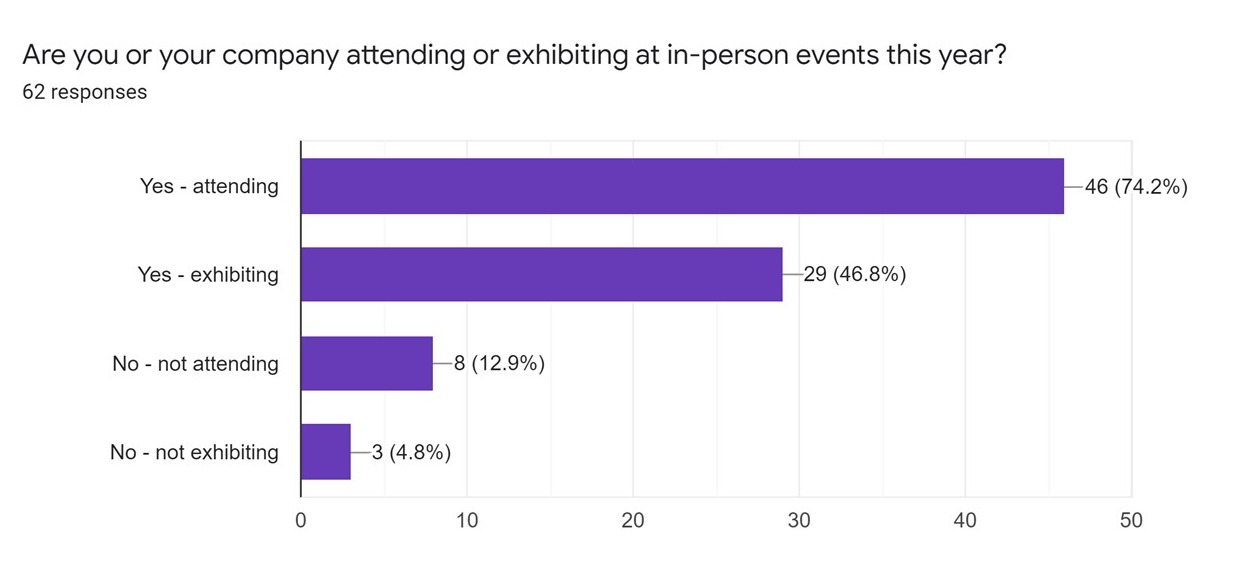 Are you or your company attending or exhibiting at in-person events this year?
62 responses
Yes - attending
46 (74.2%)
Yes - exhibiting
29 (46.8%)
No - not attending
8 (12.9%)
No - not exhibiting
3 (4.8%)
0
10
20
30
40
50